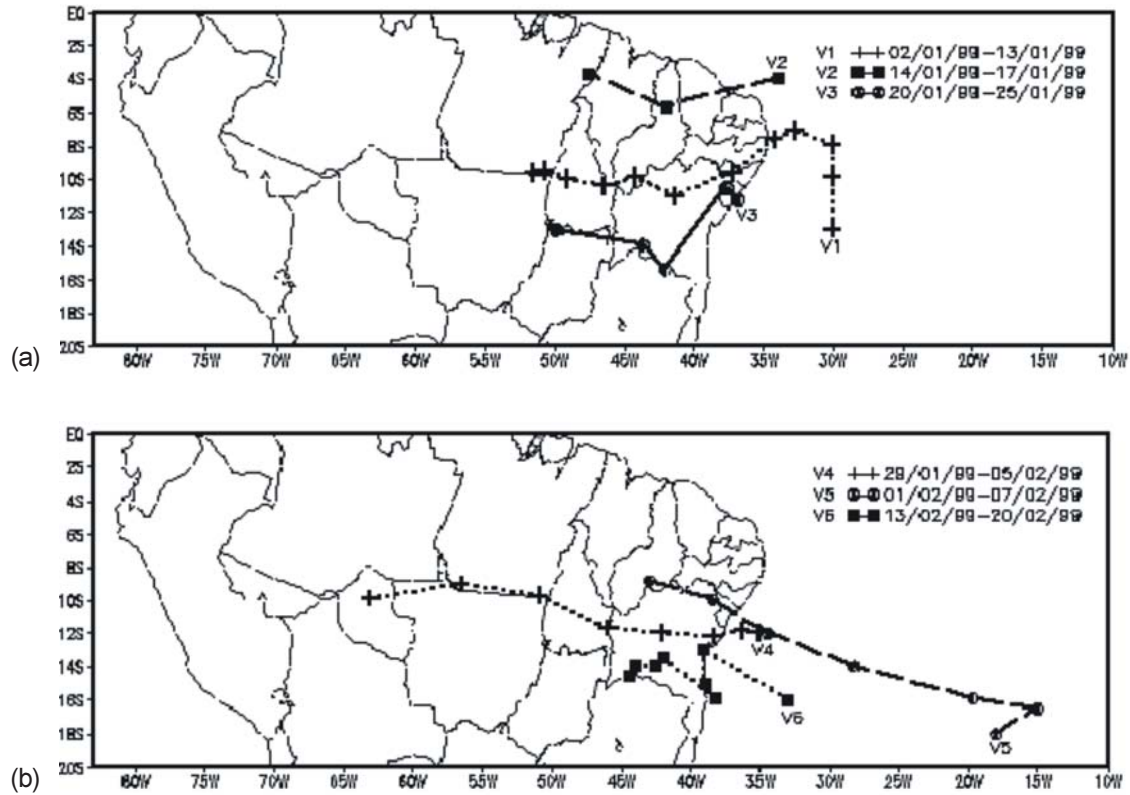 (a)
EQ
2S
4S
6S
8S
10S
12S
14S
16S
18S
20S
80W 75W 70W 65W 60W 55W 50W 45W 40W 35W 30W 25W 20W 15W 10W
V1 02/01/99-13/01/99
V2 14/01/99-17/01/99
V3 20/01/99-25/01/99
V2
V3
V1
(b)
EQ
2S
4S
6S
8S
10S
12S
14S
16S
18S
20S
80W 75W 70W 65W 60W 55W 50W 45W 40W 35W 30W 25W 20W 15W 10W
V4 29/01/99-05/02/99
V5 01/02/99-07/02/99
V6 13/02/99-20/02/99
V4
V6
V5